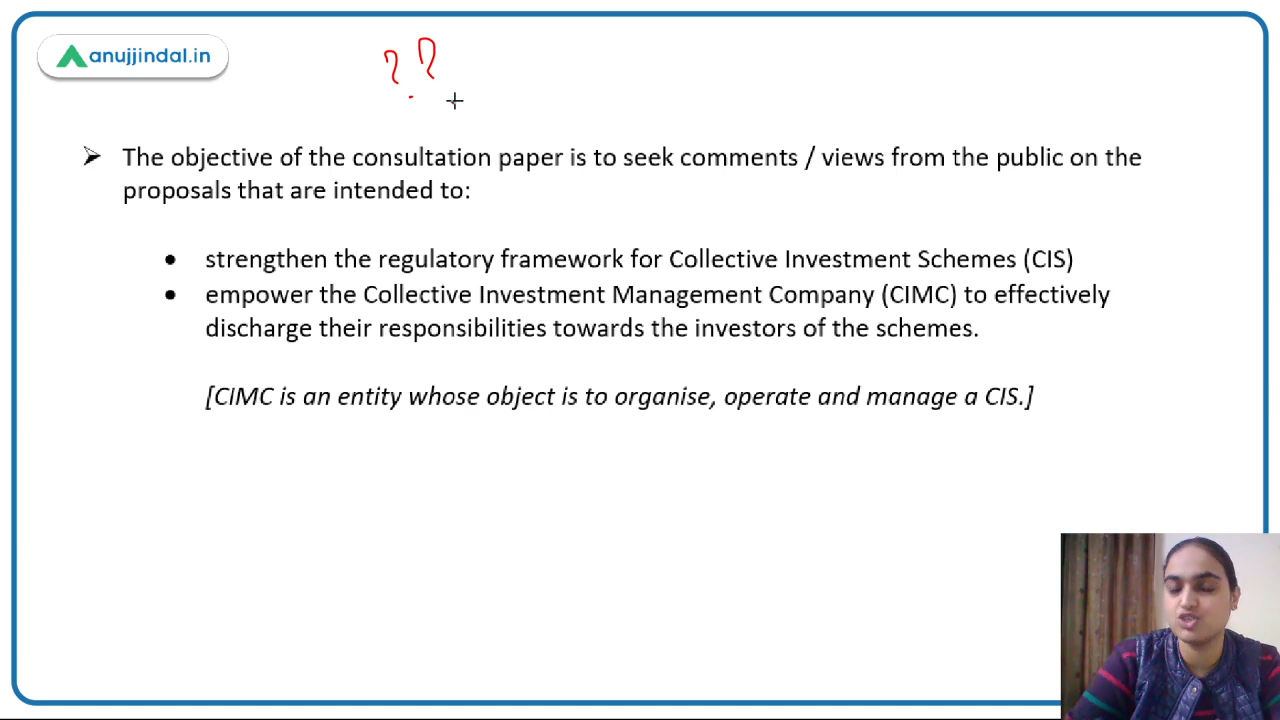 anujjindal.in
??
The objective of the consultation paper is to seek comments / views from the public on the
proposals that are intended to:
strengthen the regulatory framework for Collective Investment Schemes (CIS)
empower the Collective Investment Management Company (CIMC) to effectively
discharge their responsibilities towards the investors of the schemes.
[CIMC is an entity whose object is to organise, operate and manage a CIS.]